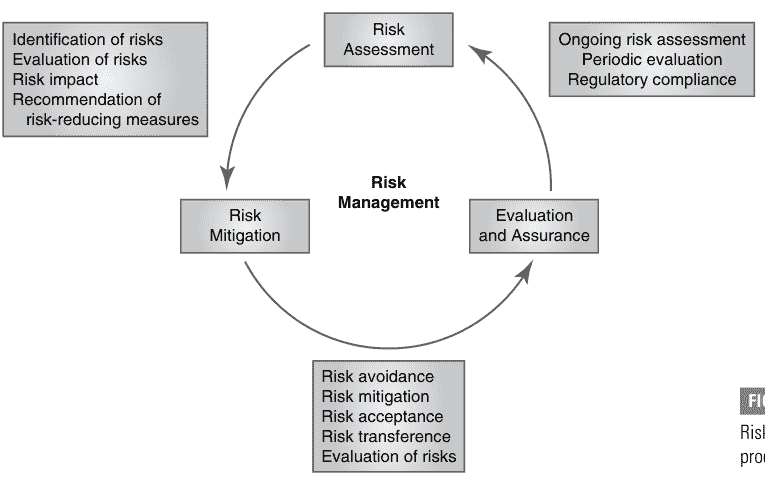 Risk
Assessment
Identification of risks
Evaluation of risks
Risk impact
Recommendation of
risk-reducing measures
Ongoing risk assessment
Periodic evaluation
Regulatory compliance
Risk
Management
Risk
Mitigation
Evaluation
and Assurance
Risk avoidance
Risk mitigation
Risk acceptance
Risk transference
Evaluation of risks